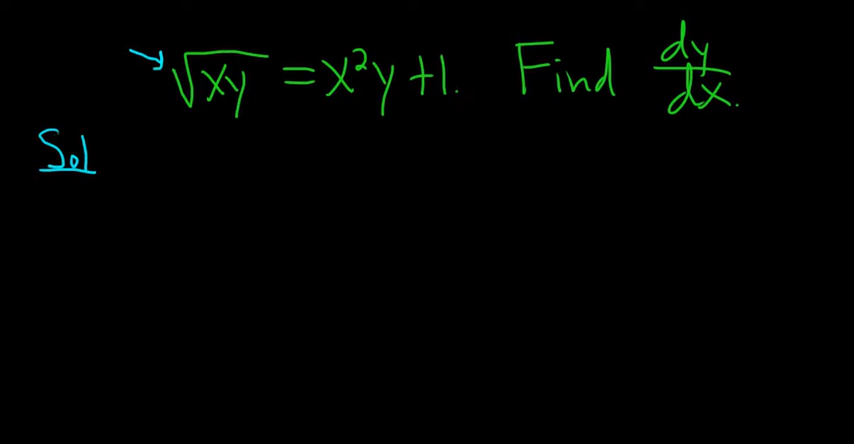 √xy = x²y + 1. Find dy/dx.
Sol